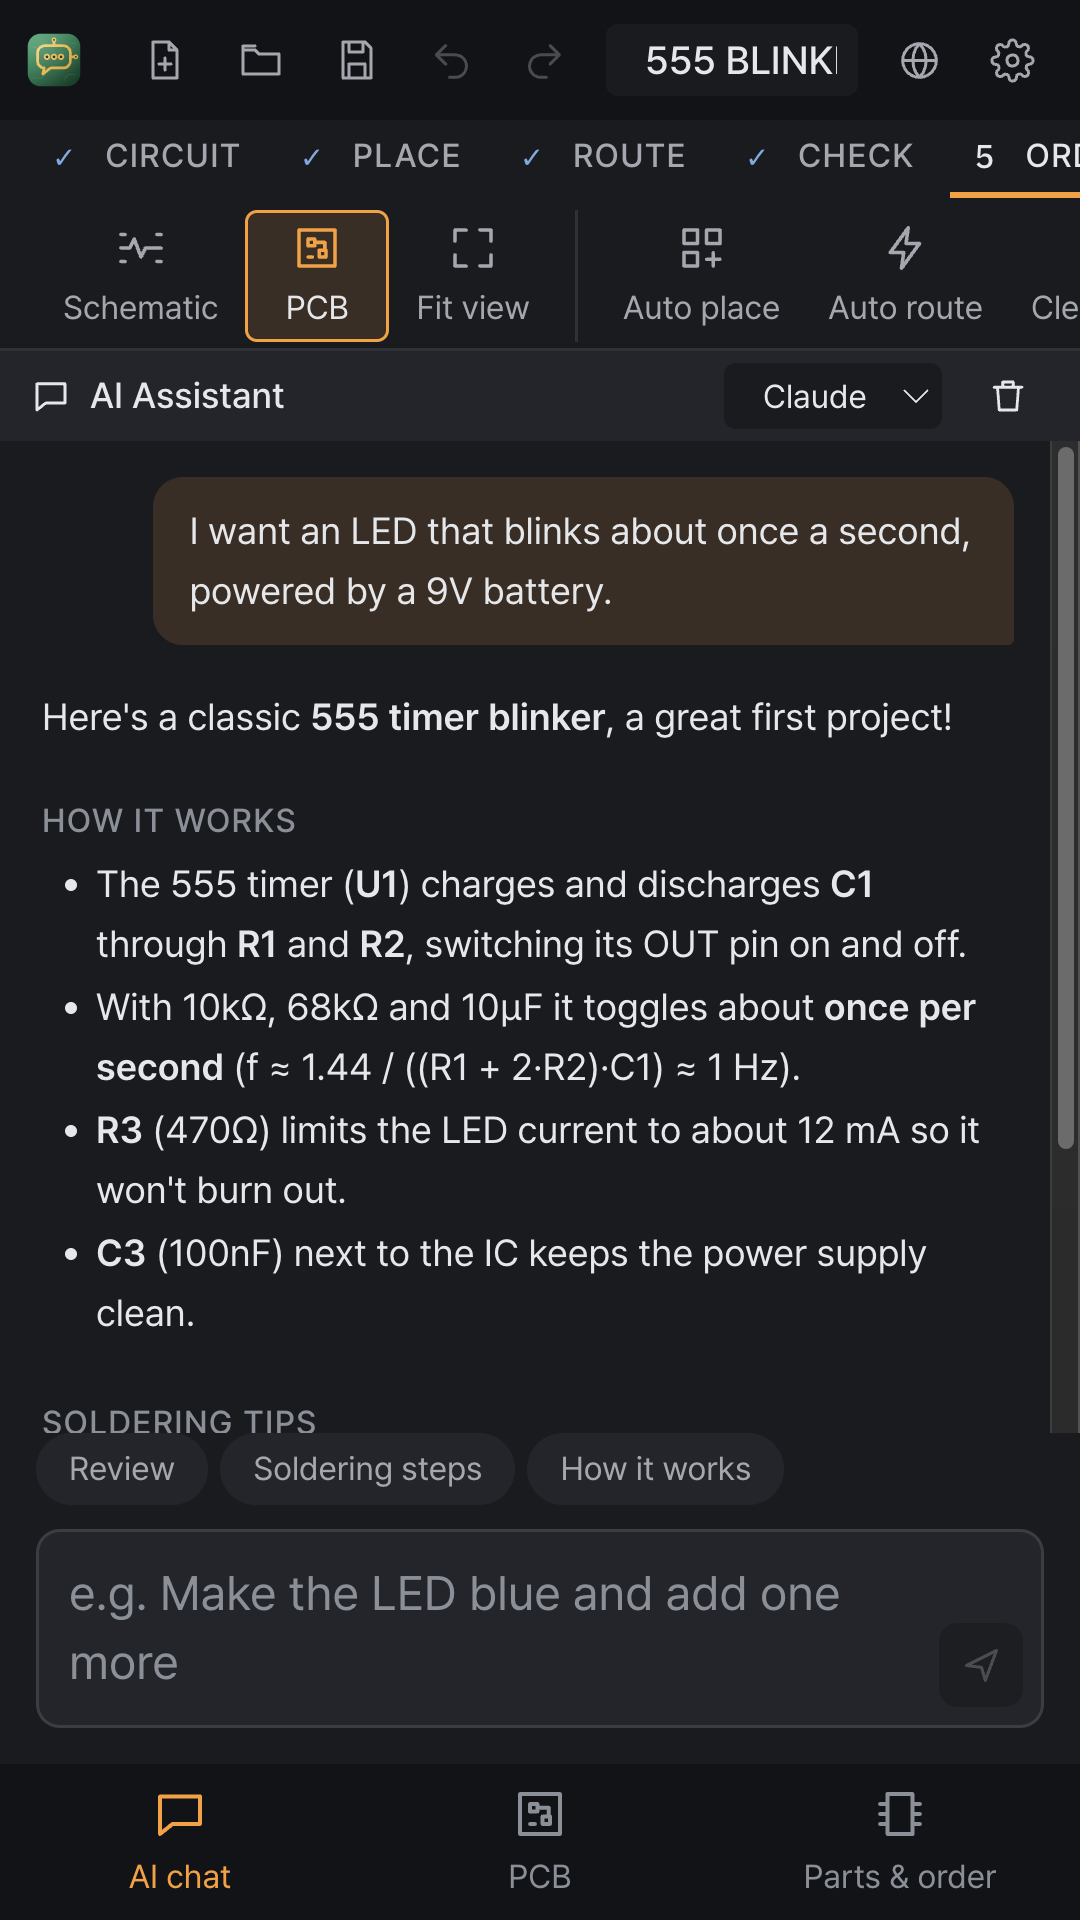 555 BLINK
✓ CIRCUIT ✓ PLACE ✓ ROUTE ✓ CHECK 5 ORD
Schematic PCB Fit view Auto place Auto route Cle
AI Assistant Claude
I want an LED that blinks about once a second,
powered by a 9V battery.
Here's a classic 555 timer blinker, a great first project!
HOW IT WORKS
• The 555 timer (U1) charges and discharges C1
through R1 and R2, switching its OUT pin on and off.
• With 10kΩ, 68kΩ and 10µF it toggles about once per
second (f ≈ 1.44 / ((R1 + 2·R2)·C1) ≈ 1 Hz).
• R3 (470Ω) limits the LED current to about 12 mA so it
won't burn out.
• C3 (100nF) next to the IC keeps the power supply
clean.
SOLDERING TIPS
Review Soldering steps How it works
e.g. Make the LED blue and add one
more
AI chat PCB Parts & order